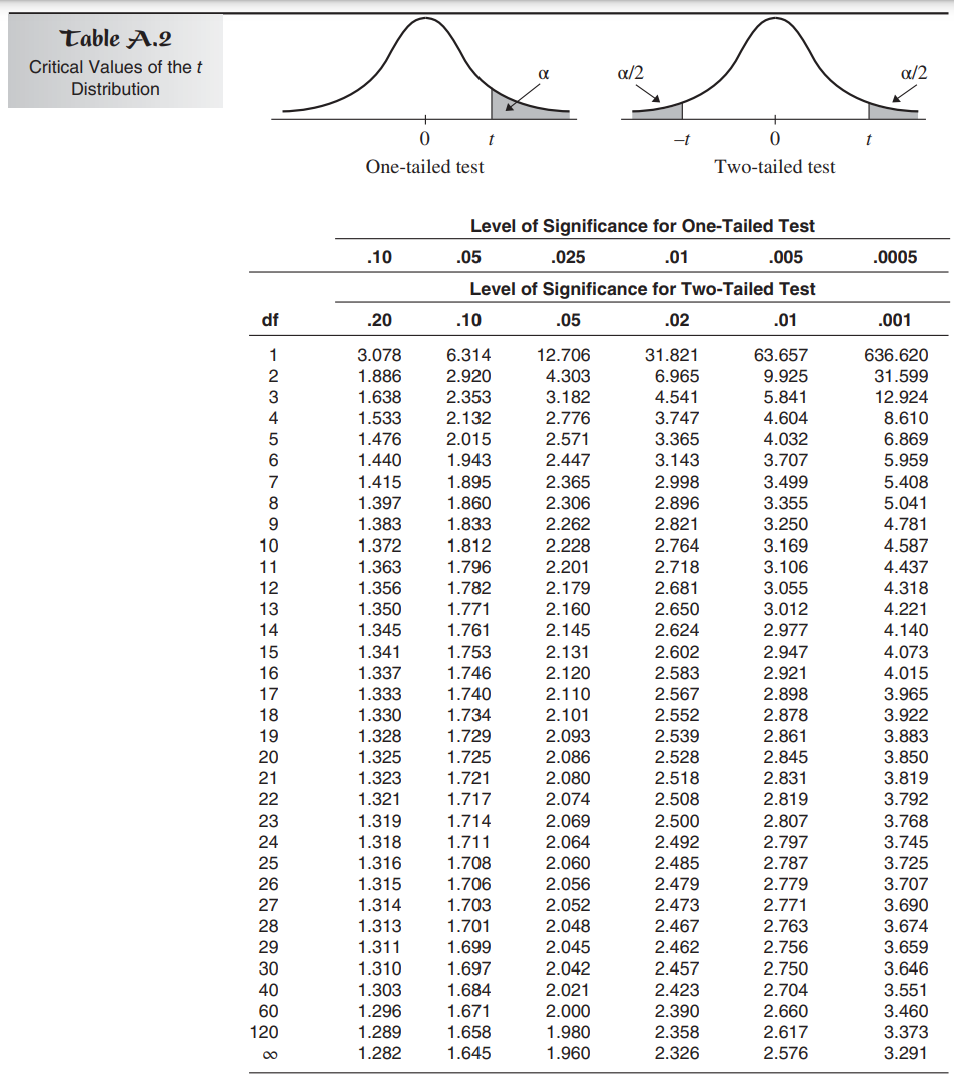 Table A.2
Critical Values of the t
Distribution
α
α/2
α/2
0
t
–t
0
t
One-tailed test
Two-tailed test
Level of Significance for One-Tailed Test
.10 .05 .025 .01 .005 .0005
Level of Significance for Two-Tailed Test
df .20 .10 .05 .02 .01 .001
1 3.078 6.314 12.706 31.821 63.657 636.620
2 1.886 2.920 4.303 6.965 9.925 31.599
3 1.638 2.353 3.182 4.541 5.841 12.924
4 1.533 2.132 2.776 3.747 4.604 8.610
5 1.476 2.015 2.571 3.365 4.032 6.869
6 1.440 1.943 2.447 3.143 3.707 5.959
7 1.415 1.895 2.365 2.998 3.499 5.408
8 1.397 1.860 2.306 2.896 3.355 5.041
9 1.383 1.833 2.262 2.821 3.250 4.781
10 1.372 1.812 2.228 2.764 3.169 4.587
11 1.363 1.796 2.201 2.718 3.106 4.437
12 1.356 1.782 2.179 2.681 3.055 4.318
13 1.350 1.771 2.160 2.650 3.012 4.221
14 1.345 1.761 2.145 2.624 2.977 4.140
15 1.341 1.753 2.131 2.602 2.947 4.073
16 1.337 1.746 2.120 2.583 2.921 4.015
17 1.333 1.740 2.110 2.567 2.898 3.965
18 1.330 1.734 2.101 2.552 2.878 3.922
19 1.328 1.729 2.093 2.539 2.861 3.883
20 1.325 1.725 2.086 2.528 2.845 3.850
21 1.323 1.721 2.080 2.518 2.831 3.819
22 1.321 1.717 2.074 2.508 2.819 3.792
23 1.319 1.714 2.069 2.500 2.807 3.768
24 1.318 1.711 2.064 2.492 2.797 3.745
25 1.316 1.708 2.060 2.485 2.787 3.725
26 1.315 1.706 2.056 2.479 2.779 3.707
27 1.314 1.703 2.052 2.473 2.771 3.690
28 1.313 1.701 2.048 2.467 2.763 3.674
29 1.311 1.699 2.045 2.462 2.756 3.659
30 1.310 1.697 2.042 2.457 2.750 3.646
40 1.303 1.684 2.021 2.423 2.704 3.551
60 1.296 1.671 2.000 2.390 2.660 3.460
120 1.289 1.658 1.980 2.358 2.617 3.373
∞ 1.282 1.645 1.960 2.326 2.576 3.291